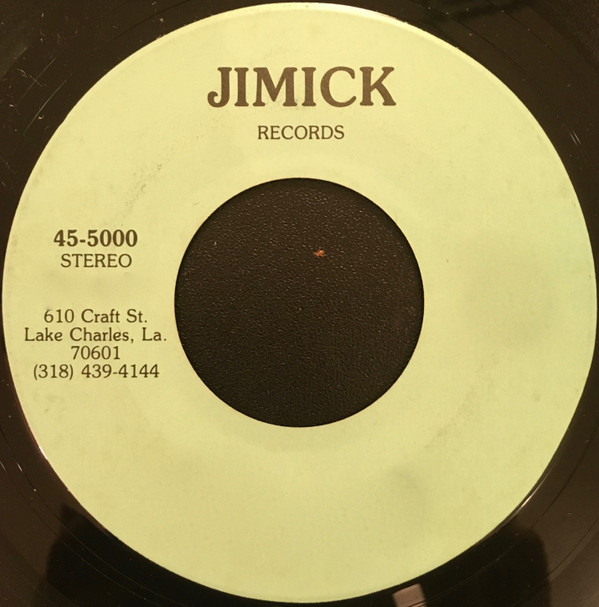 JIMICK
RECORDS
45-5000
STEREO
610 Craft St.
Lake Charles, La.
70601
(318) 439-4144